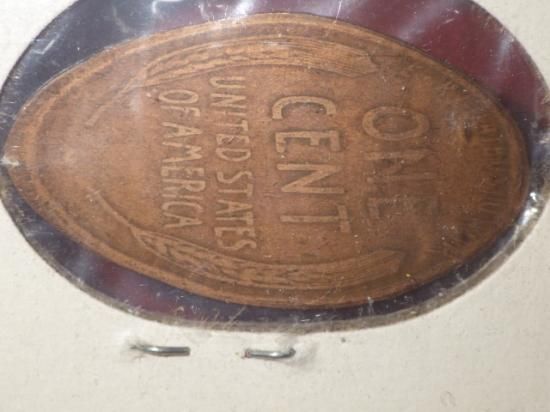 ONE
CENT
UNITED STATES
OF AMERICA